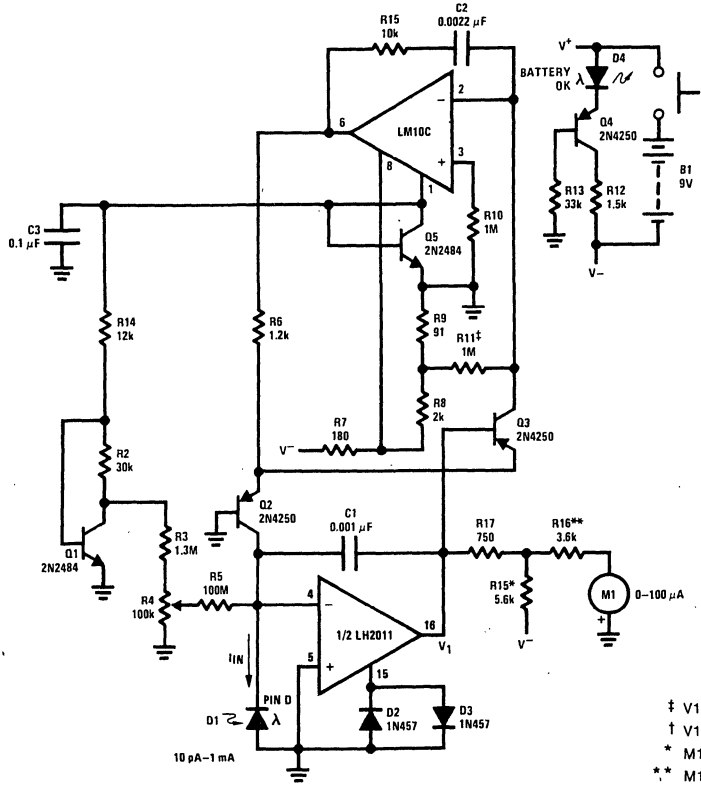 R15
10k
C2
0.0022 µF
V+
D4
BATTERY
OK
λ
6
2
−
LM10C
+
3
8
1
Q4
2N4250
B1
9V
R13
33k
R12
1.5k
V−
C3
0.1 µF
R10
1M
Q5
2N2484
R14
12k
R6
1.2k
R9
91
R11‡
1M
R8
2k
R7
180
V−
Q3
2N4250
R2
30k
Q2
2N4250
C1
0.001 µF
Q1
2N2484
R3
1.3M
R17
750
R16**
3.6k
R4
100k
R5
100M
R15*
5.6k
M1
+
0–100 µA
4
−
1/2 LH2011
16
V1
V−
5
+
15
IIN
PIN D
D1
λ
D2
1N457
D3
1N457
10 pA–1 mA
‡ V1
† V1
* M1
** M1